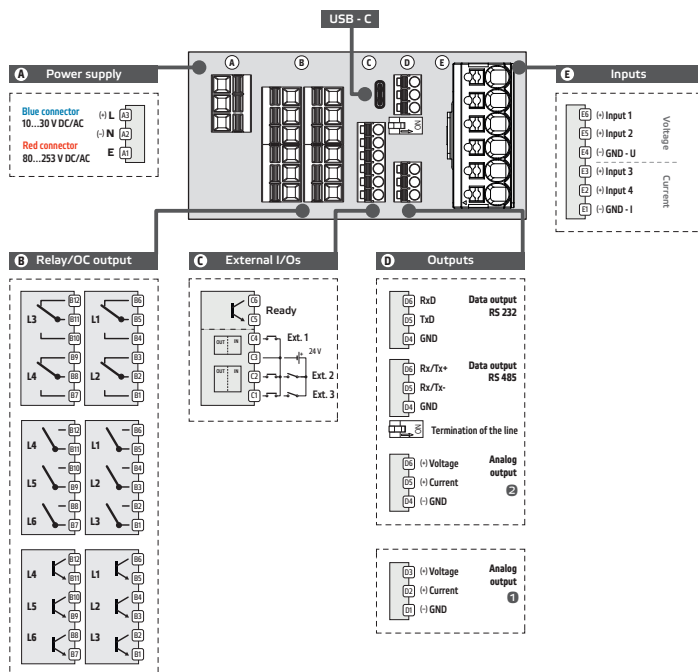 USB - C
A
B
C
D
E
ON
A Power supply
Blue connector
10...30 V DC/AC
Red connector
80...253 V DC/AC
(+) L A3
(-) N A2
E A1
E Inputs
E6 (+) Input 1
E5 (+) Input 2
E4 (-) GND - U
E3 (+) Input 3
E2 (+) Input 4
E1 (-) GND - I
Voltage
Current
B Relay/OC output
L3 B12 B11 B10
L1 B6 B5 B4
L4 B9 B8 B7
L2 B3 B2 B1
L4 B12 B11
L1 B6 B5
L5 B10 B9
L2 B4 B3
L6 B8 B7
L3 B2 B1
L4 B12 B11
L1 B6 B5
L5 B10 B9
L2 B4 B3
L6 B8 B7
L3 B2 B1
C External I/Os
C6
C5
Ready
OUT IN
C4 Ext. 1
C3 + 24 V
OUT IN
C2 Ext. 2
C1 Ext. 3
D Outputs
D6 RxD
D5 TxD
D4 GND
Data output
RS 232
D6 Rx/Tx+
D5 Rx/Tx-
D4 GND
Data output
RS 485
ON Termination of the line
D6 (+) Voltage
D5 (+) Current
D4 (-) GND
Analog
output
2
D3 (+) Voltage
D2 (+) Current
D1 (-) GND
Analog
output
1